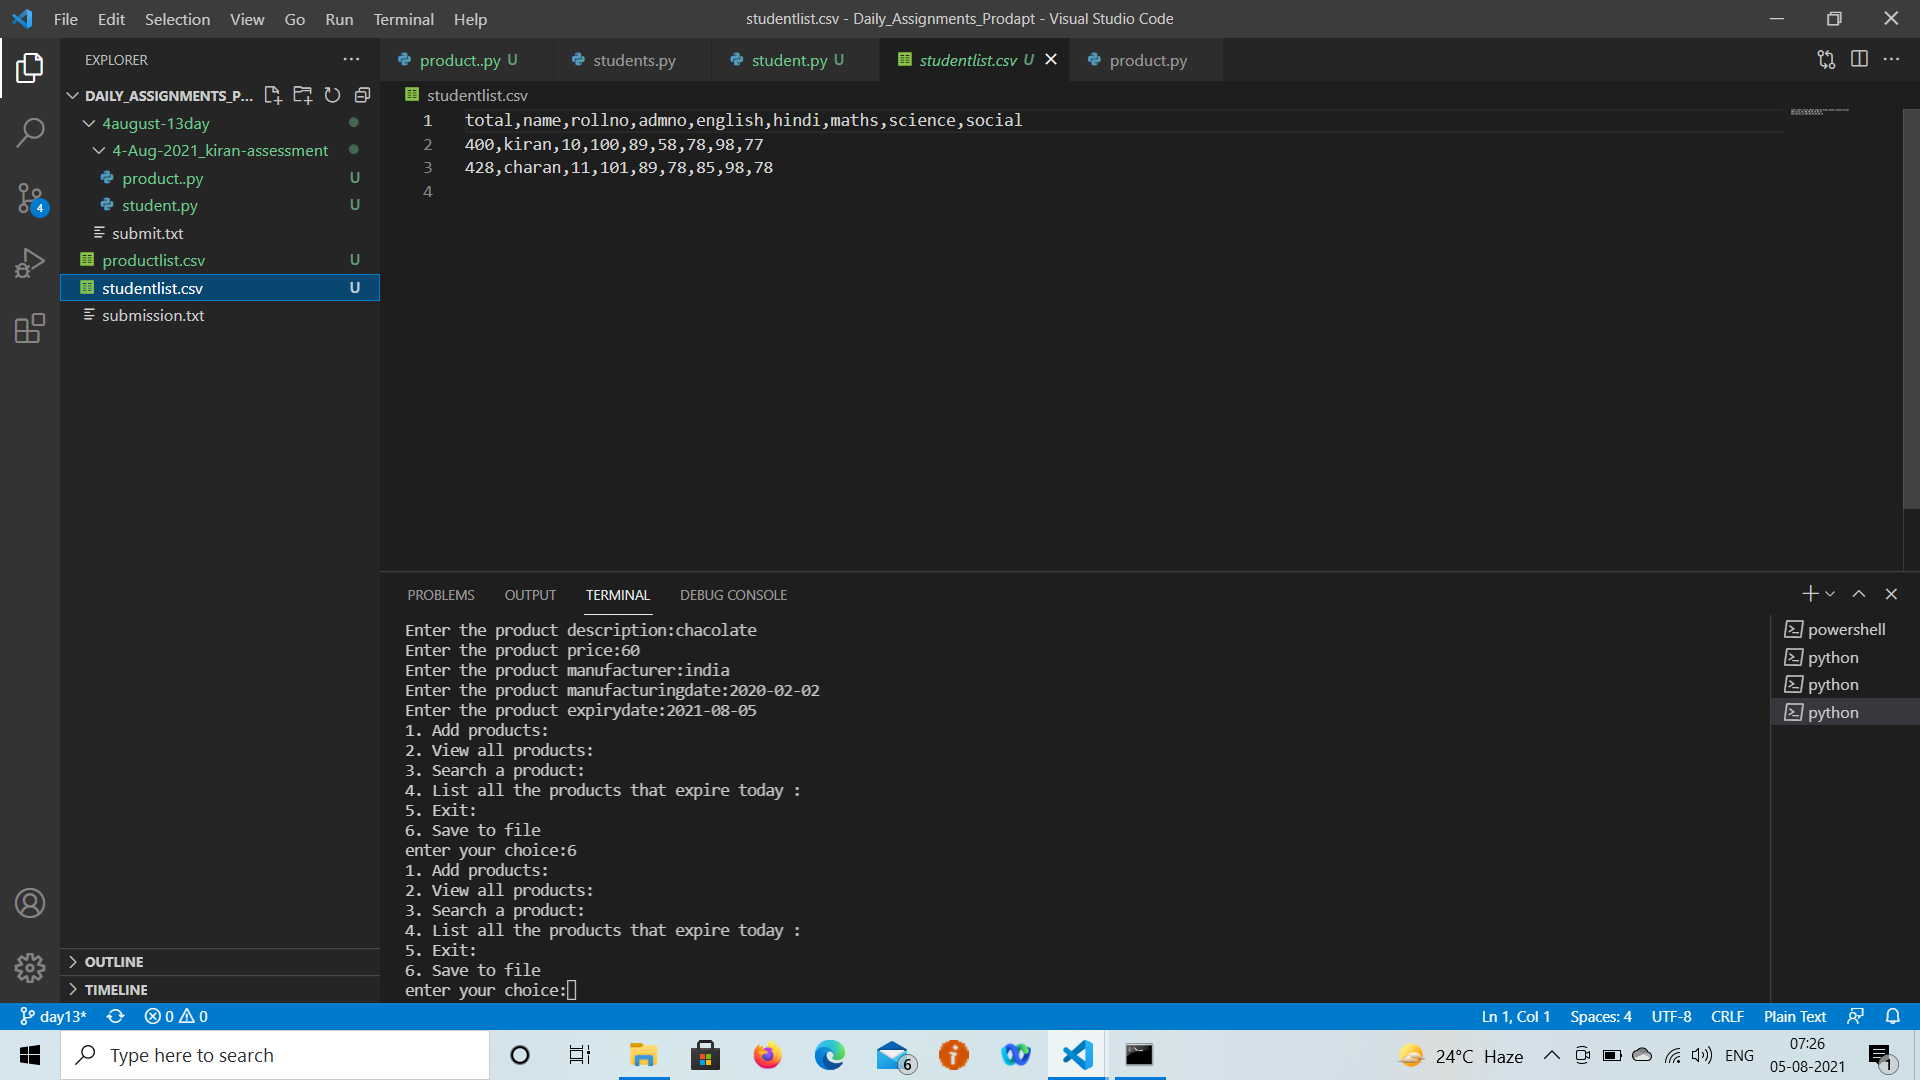 File Edit Selection View Go Run Terminal Help
studentlist.csv - Daily_Assignments_Prodapt - Visual Studio Code
EXPLORER
DAILY_ASSIGNMENTS_P...
4august-13day
4-Aug-2021_kiran-assessment
product..py U
student.py U
submit.txt
productlist.csv U
studentlist.csv U
submission.txt
OUTLINE
TIMELINE
4
product..py U
students.py
student.py U
studentlist.csv U
product.py
studentlist.csv
1 total,name,rollno,admno,english,hindi,maths,science,social
2 400,kiran,10,100,89,58,78,98,77
3 428,charan,11,101,89,78,85,98,78
4
PROBLEMS OUTPUT TERMINAL DEBUG CONSOLE
Enter the product description:chacolate
Enter the product price:60
Enter the product manufacturer:india
Enter the product manufacturingdate:2020-02-02
Enter the product expirydate:2021-08-05
1. Add products:
2. View all products:
3. Search a product:
4. List all the products that expire today :
5. Exit:
6. Save to file
enter your choice:6
1. Add products:
2. View all products:
3. Search a product:
4. List all the products that expire today :
5. Exit:
6. Save to file
enter your choice:
powershell
python
python
python
day13* 0 0
Ln 1, Col 1 Spaces: 4 UTF-8 CRLF Plain Text
Type here to search
6
24°C Haze
ENG
07:26
05-08-2021
1